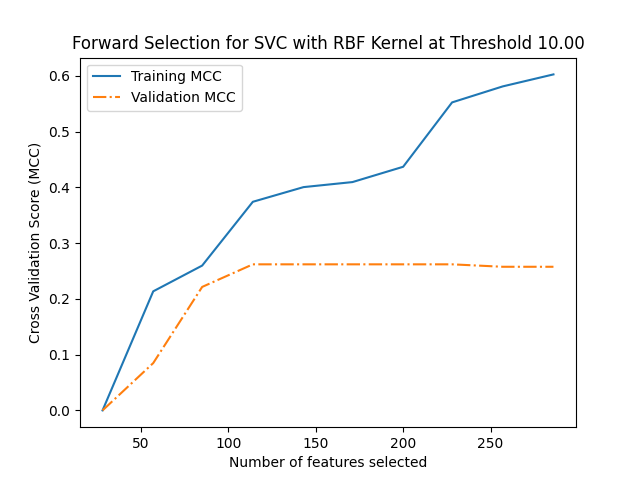 Forward Selection for SVC with RBF Kernel at Threshold 10.00
Training MCC
Validation MCC
Cross Validation Score (MCC)
0.6
0.5
0.4
0.3
0.2
0.1
0.0
50 100 150 200 250
Number of features selected